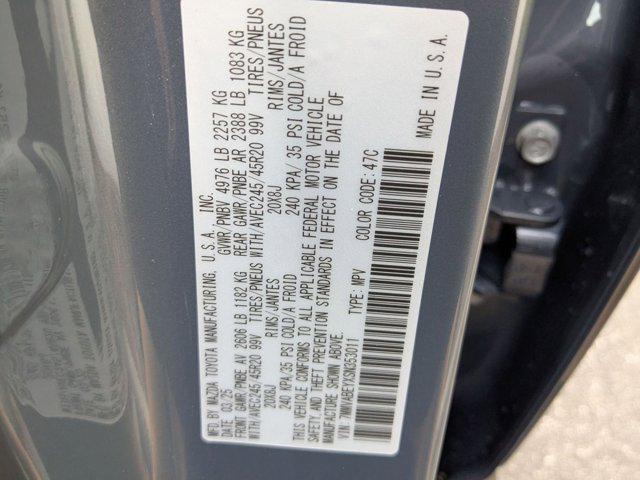 MFD. BY MAZDA TOYOTA MANUFACTURING, U.S.A. INC.
DATE 03/25 GVWR/PNBV 4976 LB 2257 KG
FRONT GAWR/PNBE AV 2606 LB 1182 KG REAR GAWR/PNBE AR 2388 LB 1083 KG
WITH/AVEC245/45R20 99V TIRES/PNEUS WITH/AVEC245/45R20 99V TIRES/PNEUS
20X8J RIMS/JANTES 20X8J RIMS/JANTES
240 KPA/35 PSI COLD/A FROID 240 KPA/35 PSI COLD/A FROID
THIS VEHICLE CONFORMS TO ALL APPLICABLE FEDERAL MOTOR VEHICLE
SAFETY AND THEFT PREVENTION STANDARDS IN EFFECT ON THE DATE OF
MANUFACTURE SHOWN ABOVE.
TYPE: MPV COLOR CODE: 47C
MADE IN U.S.A.